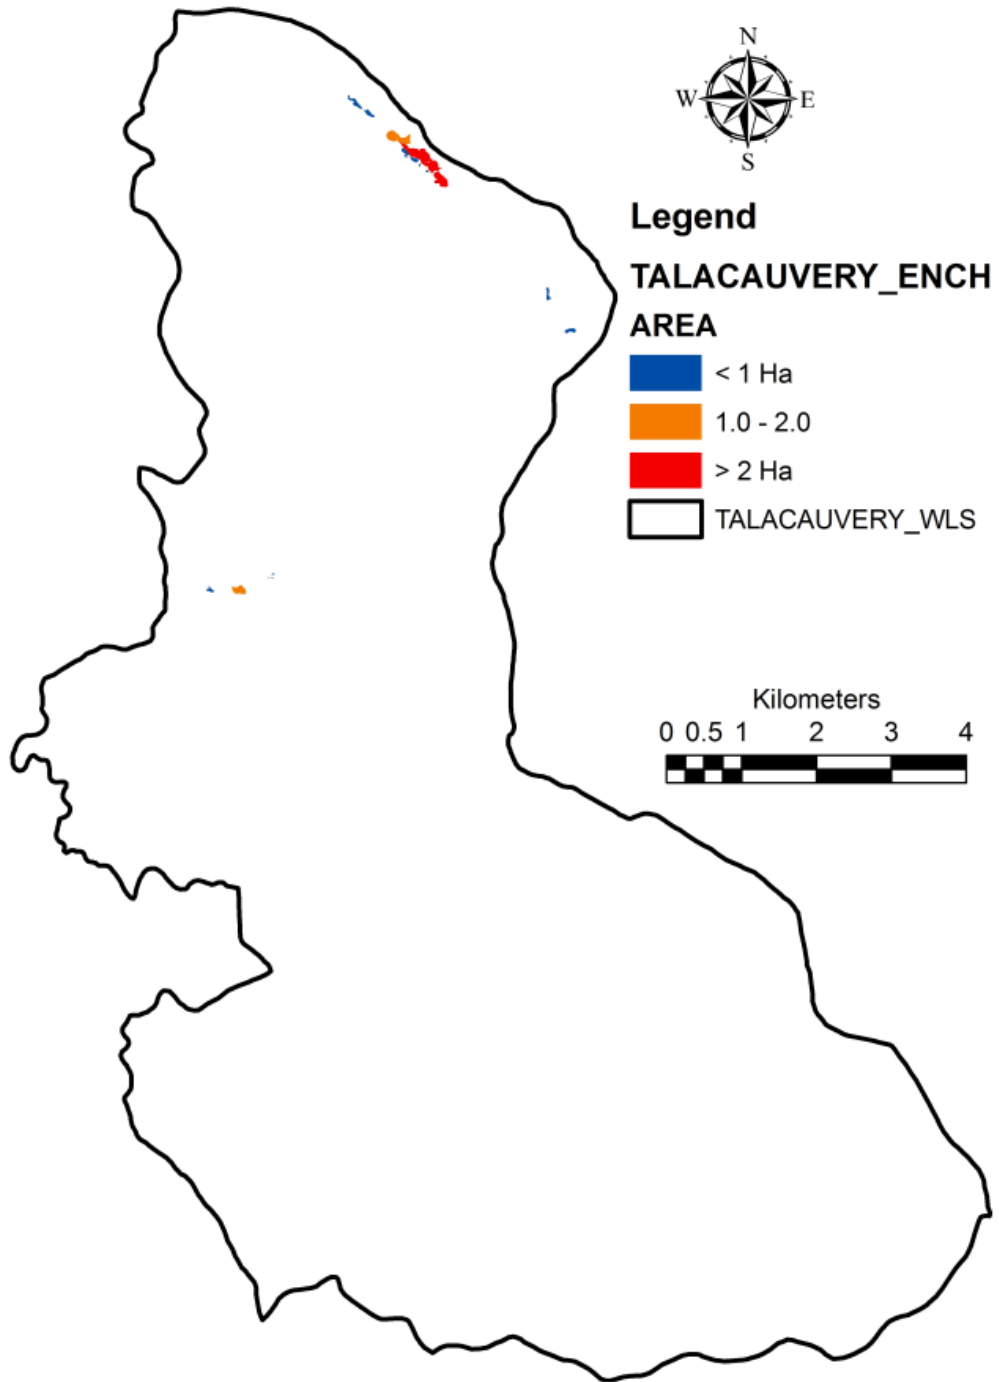 N
W E
S
Legend
TALACAUVERY_ENCH
AREA
< 1 Ha
1.0 - 2.0
> 2 Ha
TALACAUVERY_WLS
Kilometers
0 0.5 1 2 3 4